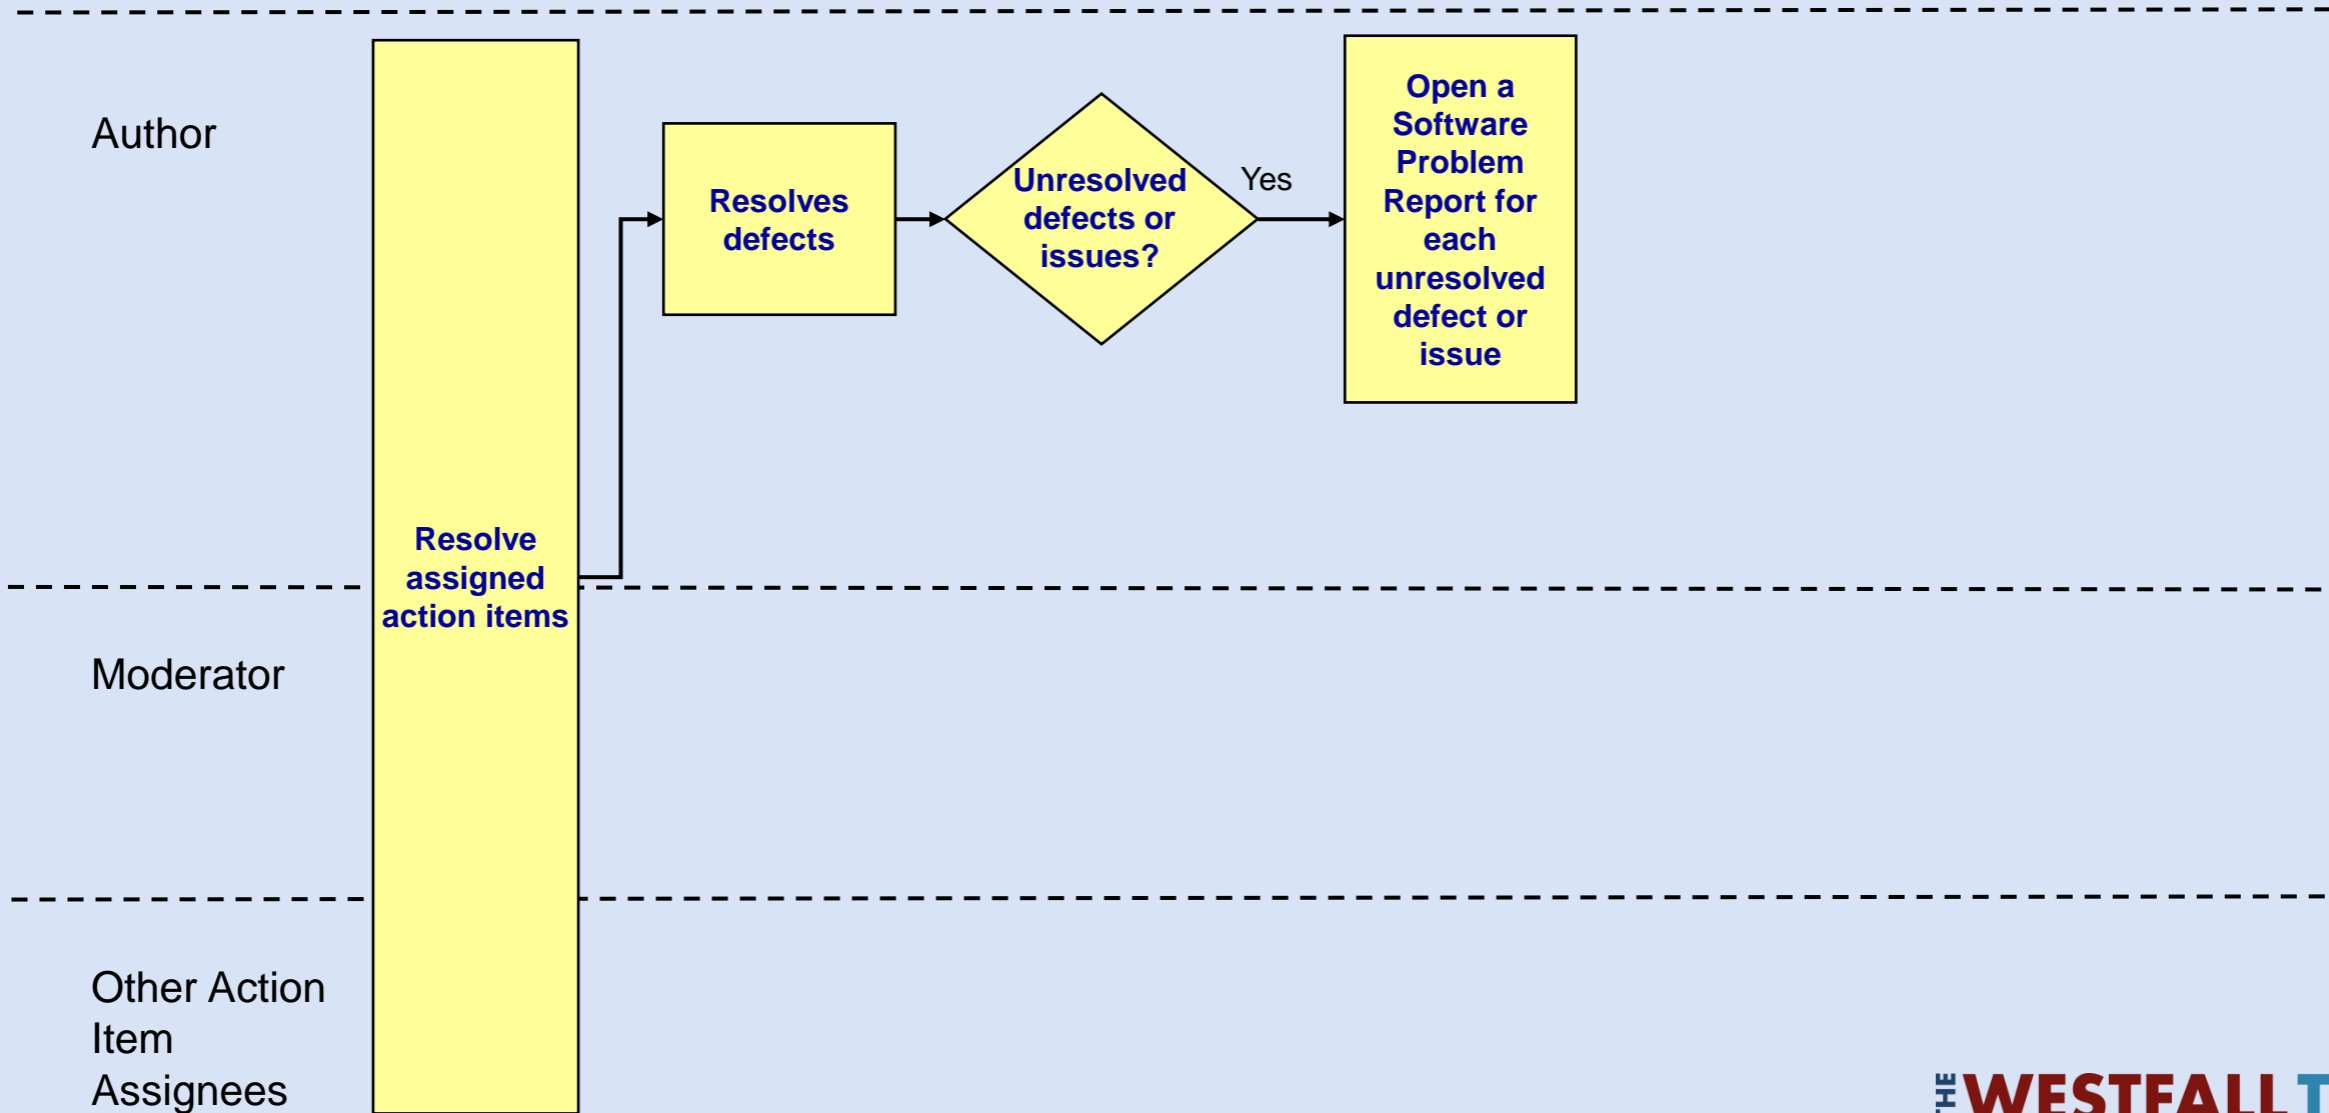 Author
Resolve
assigned
action items
Resolves
defects
Unresolved
defects or
issues?
Yes
Open a
Software
Problem
Report for
each
unresolved
defect or
issue
Moderator
Other Action
Item
Assignees
THE
WESTFALL T